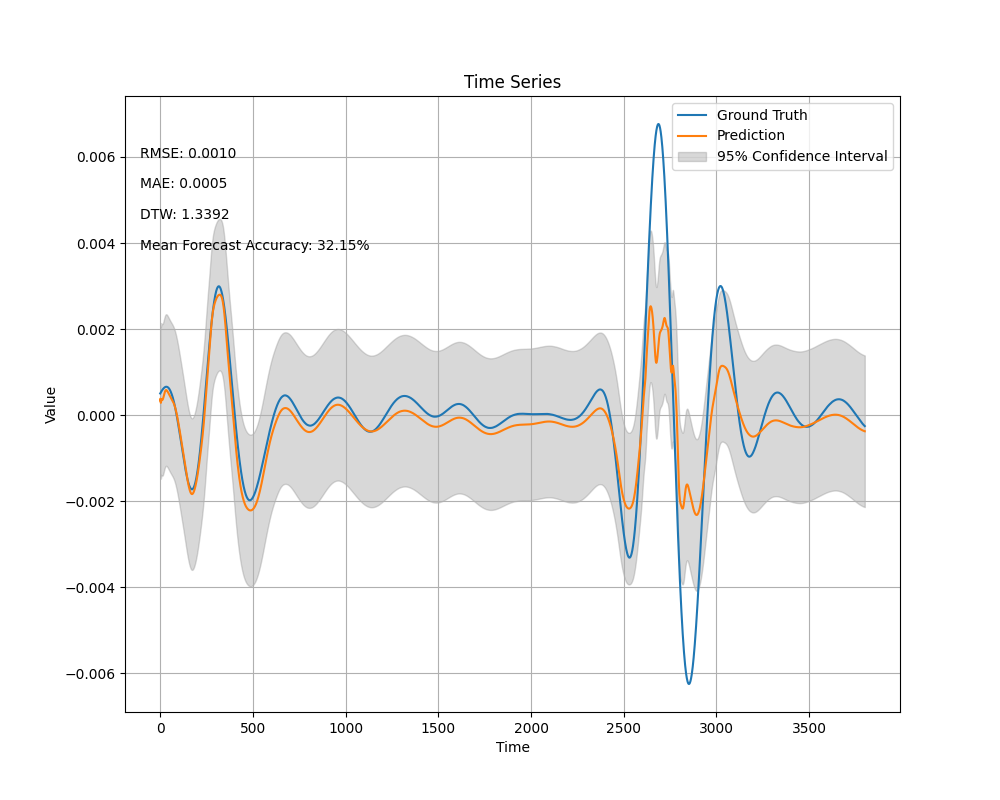 Time Series
Ground Truth
Prediction
95% Confidence Interval
RMSE: 0.0010
MAE: 0.0005
DTW: 1.3392
Mean Forecast Accuracy: 32.15%
0.006
0.004
0.002
0.000
−0.002
−0.004
−0.006
Value
0
500
1000
1500
2000
2500
3000
3500
Time